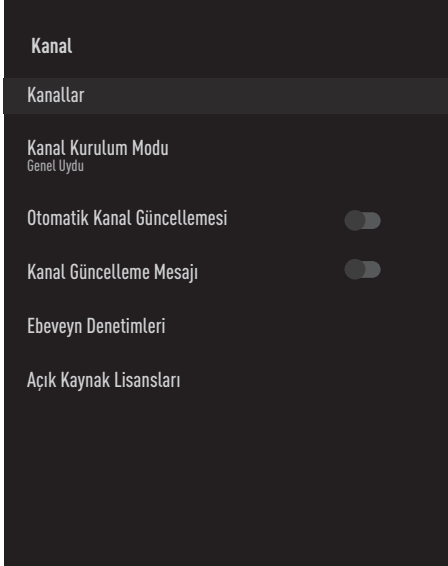 Kanal
Kanallar
Kanal Kurulum Modu
Genel Uydu
Otomatik Kanal Güncellemesi
Kanal Güncelleme Mesajı
Ebeveyn Denetimleri
Açık Kaynak Lisansları